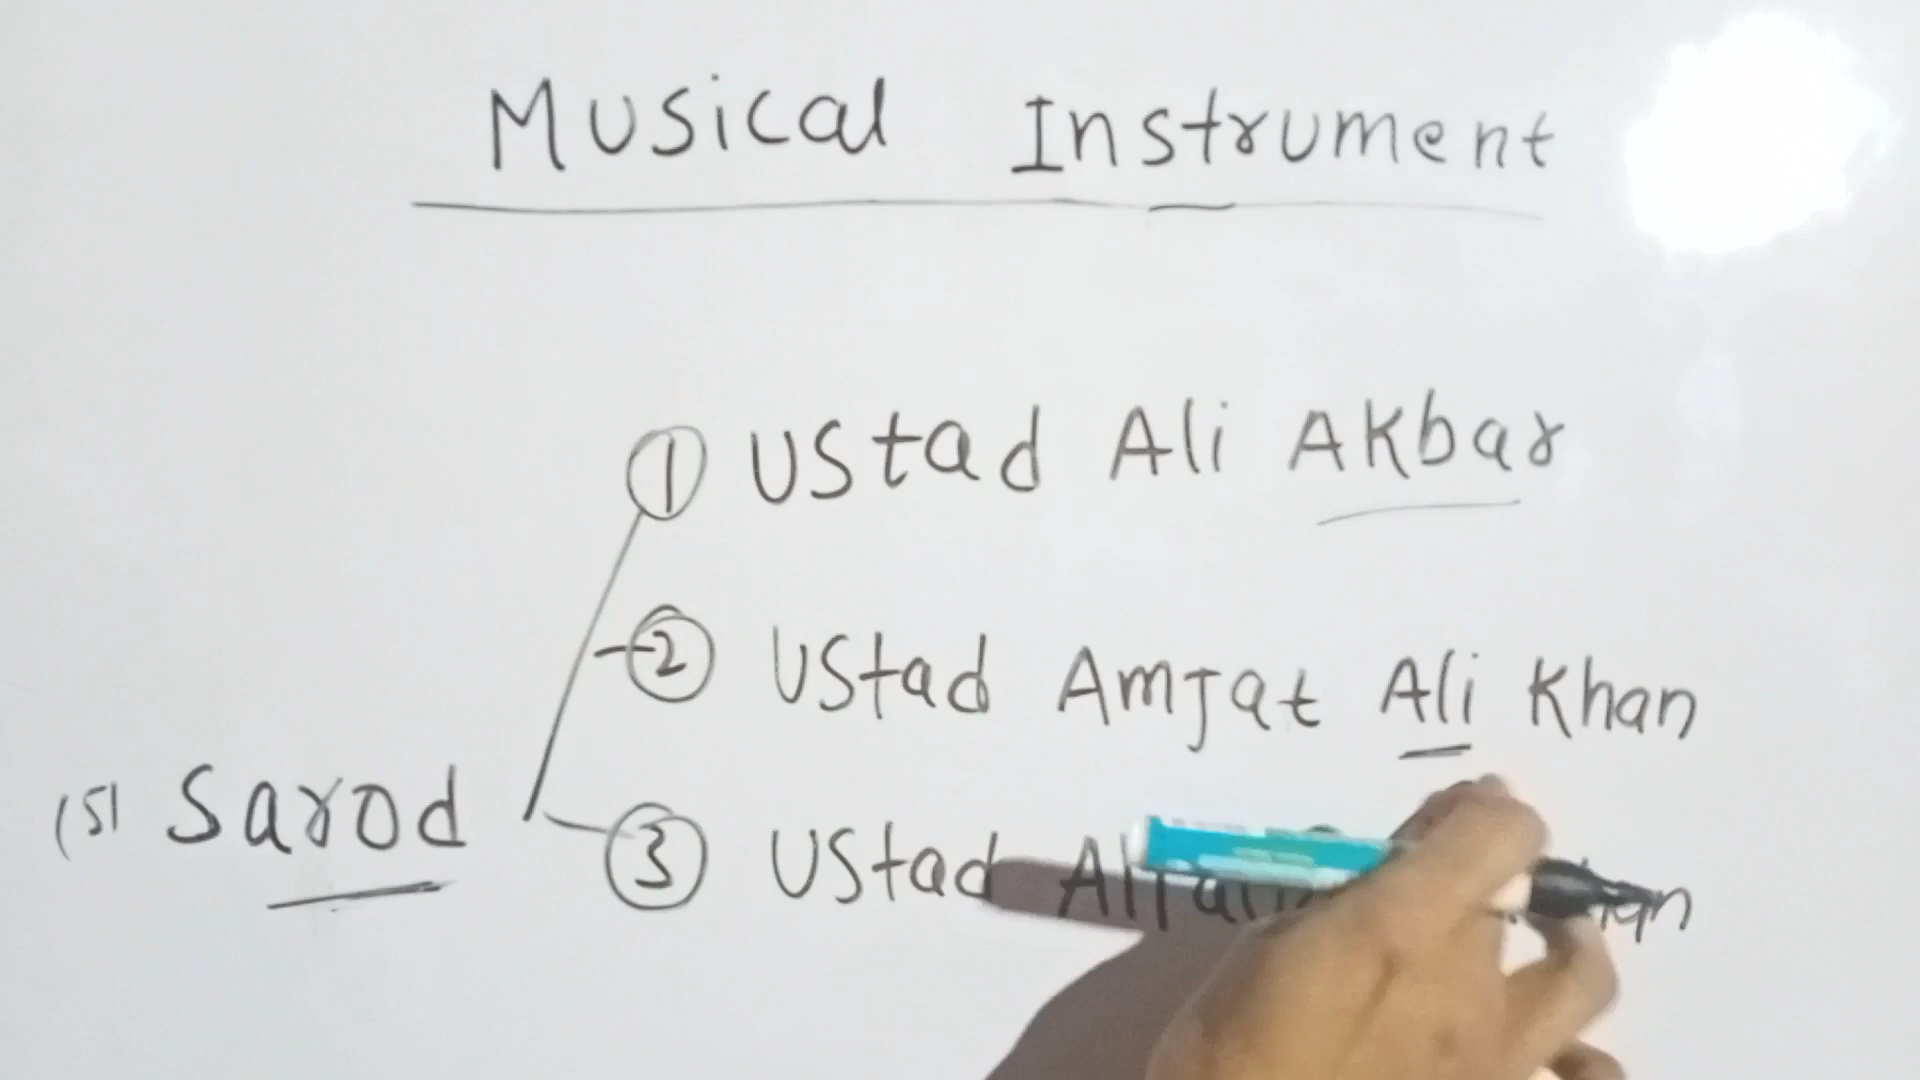 Musical Instrument
① Ustad Ali Akbar
② Ustad Amjat Ali Khan
(5) Sarod
③ Ustad